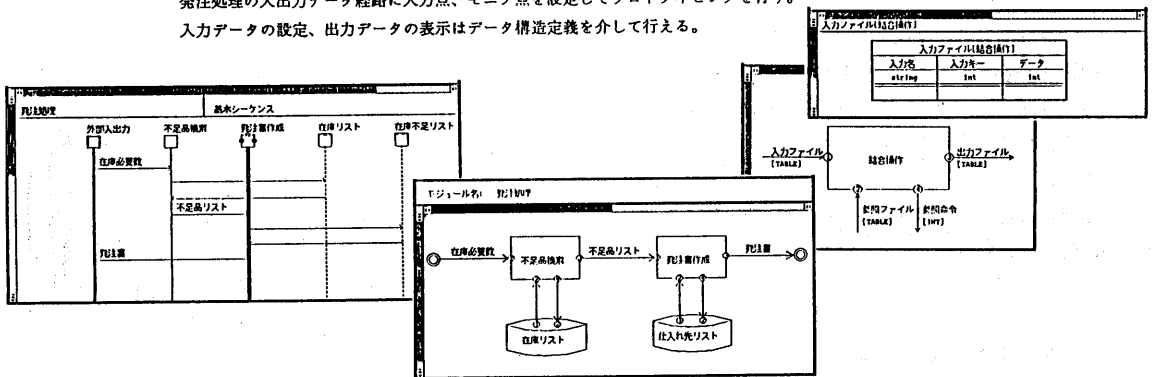 発注処理の入出力データ経路に入力点、モニタ点を設定してプロトタイピングを行う。
入力データの設定、出力データの表示はデータ構造定義を介して行える。
入力ファイル[結合操作]
入力ファイル[結合操作]
入力名 入力キー データ
string int int
入力ファイル
[TABLE]
結合操作
出力ファイル
[TABLE]
参照ファイル
[TABLE]
参照命令
[INT]
発注処理 基本シーケンス
外部入出力 不足品検索 発注書作成 在庫リスト 在庫不足リスト
在庫必要数
不足品リスト
発注書
モジュール名: 発注処理
在庫必要数 不足品検索 不足品リスト 発注書作成 発注書
在庫リスト 仕入れ先リスト